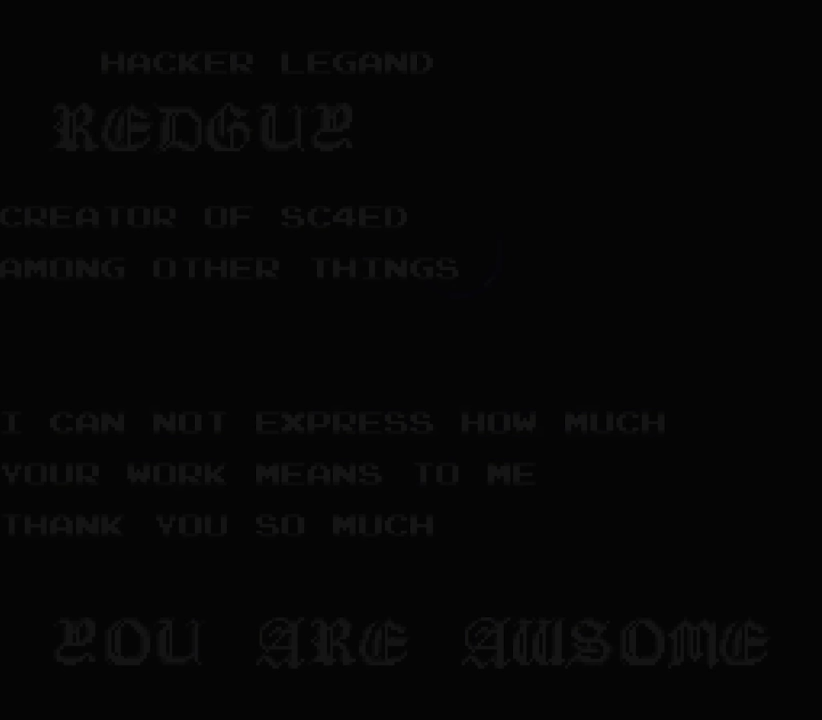 HACKER LEGAND
REDGUY
CREATOR OF SC4ED
AMONG OTHER THINGS
I CAN NOT EXPRESS HOW MUCH
YOUR WORK MEANS TO ME
THANK YOU SO MUCH
YOU ARE AWSOME